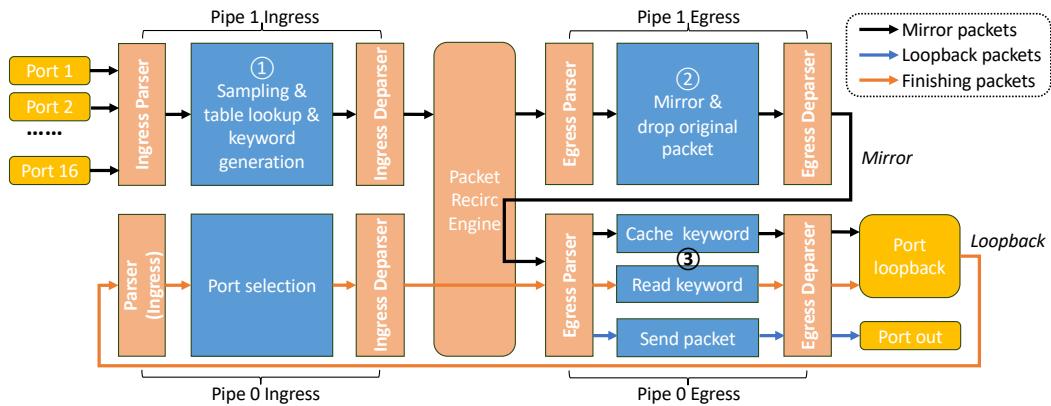 Pipe 1 Ingress
Pipe 1 Egress
Port 1
Port 2
......
Port 16
Ingress Parser
①
Sampling &
table lookup &
keyword
generation
Ingress Deparser
Packet
Recirc
Engine
Egress Parser
②
Mirror &
drop original
packet
Egress Deparser
Mirror packets
Loopback packets
Finishing packets
Mirror
Parser
(Ingress)
Port selection
Ingress Deparser
Egress Parser
Cache keyword
③
Read keyword
Send packet
Egress Deparser
Port
loopback
Loopback
Port out
Pipe 0 Ingress
Pipe 0 Egress